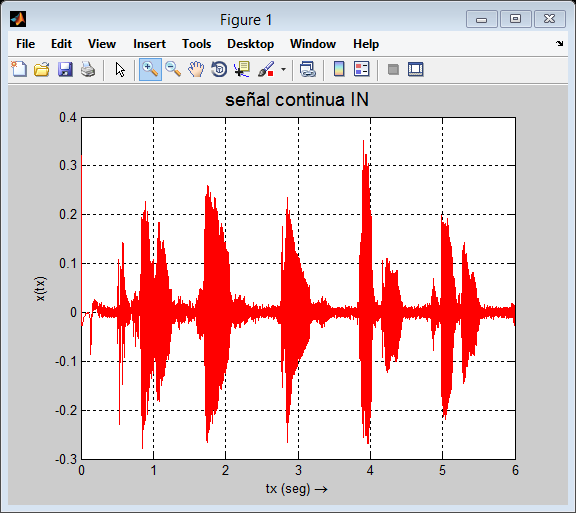 Figure 1
File Edit View Insert Tools Desktop Window Help
señal continua IN
0.4
0.3
0.2
0.1
0
-0.1
-0.2
-0.3
x(tx)
0 1 2 3 4 5 6
tx (seg) →